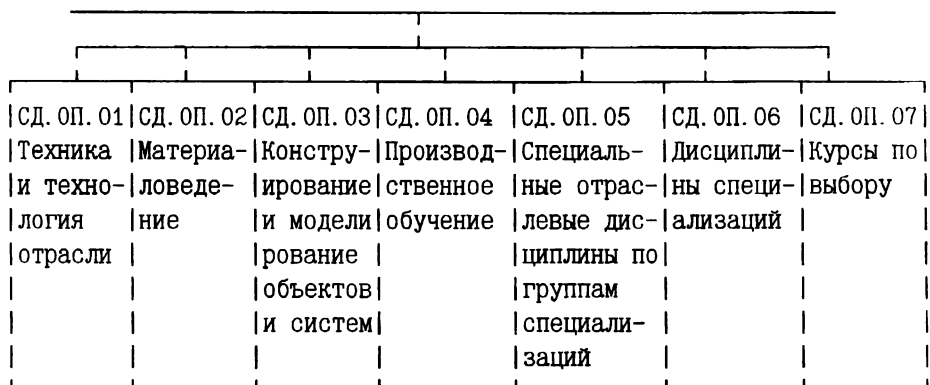 СД.ОП.01 СД.ОП.02 СД.ОП.03 СД.ОП.04 СД.ОП.05 СД.ОП.06 СД.ОП.07
Техника Материа- Констру- Производ- Специаль- Дисципли- Курсы по
и техно- ловеде- ирование ственное ные отрас- ны специ- выбору
логия ние и модели обучение левые дис- ализаций
отрасли рование циплины по
объектов группам
и систем специали-
заций